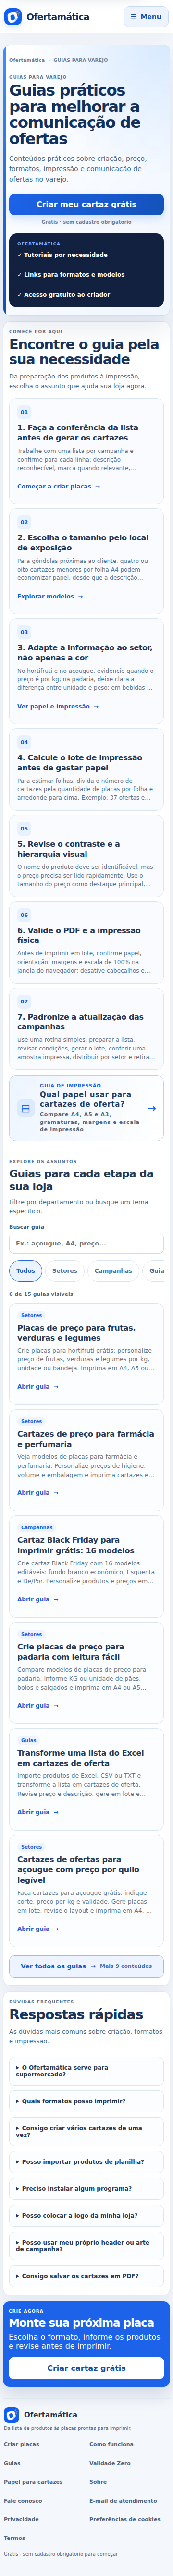 Ofertamática
☰ Menu
Ofertamática › GUIAS PARA VAREJO
GUIAS PARA VAREJO
Guias práticos
para melhorar a
comunicação de
ofertas
Conteúdos práticos sobre criação, preço,
formatos, impressão e comunicação de
ofertas no varejo.
Criar meu cartaz grátis
Grátis · sem cadastro obrigatório
OFERTAMÁTICA
✓ Tutoriais por necessidade
✓ Links para formatos e modelos
✓ Acesso gratuito ao criador
COMECE POR AQUI
Encontre o guia pela
sua necessidade
Da preparação dos produtos à impressão,
escolha o assunto que ajuda sua loja agora.
01
1. Faça a conferência da lista
antes de gerar os cartazes
Trabalhe com uma lista por campanha e
confirme para cada linha: descrição
reconhecível, marca quando relevante,...
Começar a criar placas →
02
2. Escolha o tamanho pelo local
de exposição
Para gôndolas próximas ao cliente, quatro ou
oito cartazes menores por folha A4 podem
economizar papel, desde que a descrição...
Explorar modelos →
03
3. Adapte a informação ao setor,
não apenas a cor
No hortifruti e no açougue, evidencie quando o
preço é por kg; na padaria, deixe clara a
diferença entre unidade e peso; em bebidas ...
Ver papel e impressão →
04
4. Calcule o lote de impressão
antes de gastar papel
Para estimar folhas, divida o número de
cartazes pela quantidade de placas por folha e
arredonde para cima. Exemplo: 37 ofertas e...
05
5. Revise o contraste e a
hierarquia visual
O nome do produto deve ser identificável, mas
o preço precisa ser lido rapidamente. Use o
tamanho do preço como destaque principal,...
06
6. Valide o PDF e a impressão
física
Antes de imprimir em lote, confirme papel,
orientação, margens e escala de 100% na
janela do navegador; desative cabeçalhos e...
07
7. Padronize a atualização das
campanhas
Use uma rotina simples: preparar a lista,
revisar condições, gerar o lote, conferir uma
amostra impressa, distribuir por setor e retira...
GUIA DE IMPRESSÃO
Qual papel usar para
cartazes de oferta?
Compare A4, A5 e A3,
gramaturas, margens e escala
de impressão
→
EXPLORE OS ASSUNTOS
Guias para cada etapa da
sua loja
Filtre por departamento ou busque um tema
específico.
Buscar guia
Ex.: açougue, A4, preço...
Todos
Setores
Campanhas
Guia
6 de 15 guias visíveis
Setores
Placas de preço para frutas,
verduras e legumes
Crie placas para hortifruti grátis: personalize
preço de frutas, verduras e legumes por kg,
unidade ou bandeja. Imprima em A4, A5 ou...
Abrir guia →
Setores
Cartazes de preço para farmácia
e perfumaria
Veja modelos de placas para farmácia e
perfumaria. Personalize preços de higiene,
volume e embalagem e imprima cartazes e...
Abrir guia →
Campanhas
Cartaz Black Friday para
imprimir grátis: 16 modelos
Crie cartaz Black Friday com 16 modelos
editáveis: fundo branco econômico, Esquenta
e De/Por. Personalize produtos e preços em...
Abrir guia →
Setores
Crie placas de preço para
padaria com leitura fácil
Compare modelos de placas de preço para
padaria. Informe KG ou unidade de pães,
bolos e salgados e imprima em A4 ou A5...
Abrir guia →
Guias
Transforme uma lista do Excel
em cartazes de oferta
Importe produtos de Excel, CSV ou TXT e
transforme a lista em cartazes de oferta.
Revise preço e descrição, gere em lote e...
Abrir guia →
Setores
Cartazes de ofertas para
açougue com preço por quilo
legível
Faça cartazes para açougue grátis: indique
corte, preço por kg e validade. Gere placas
em lote, revise o layout e imprima em A4, ...
Abrir guia →
Ver todos os guias → Mais 9 conteúdos
DÚVIDAS FREQUENTES
Respostas rápidas
As dúvidas mais comuns sobre criação, formatos
e impressão.
▸ O Ofertamática serve para
supermercado?
▸ Quais formatos posso imprimir?
▸ Consigo criar vários cartazes de uma
vez?
▸ Posso importar produtos de planilha?
▸ Preciso instalar algum programa?
▸ Posso colocar a logo da minha loja?
▸ Posso usar meu próprio header ou arte
de campanha?
▸ Consigo salvar os cartazes em PDF?
CRIE AGORA
Monte sua próxima placa
Escolha o formato, informe os produtos
e revise antes de imprimir.
Criar cartaz grátis
Ofertamática
Da lista de produtos às placas prontas para imprimir.
Criar placas
Como funciona
Guias
Validade Zero
Papel para cartazes
Sobre
Fale conosco
E-mail de atendimento
Privacidade
Preferências de cookies
Termos
Grátis · sem cadastro obrigatório para começar